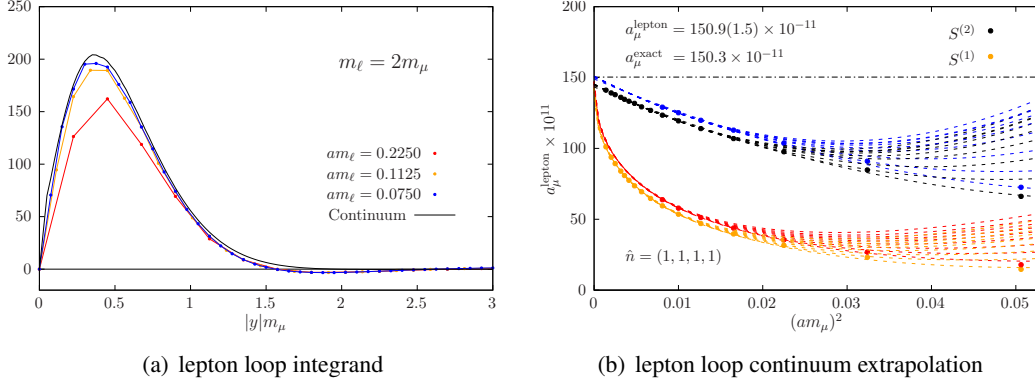 250
200
150
100
50
0
0
0.5
1
1.5
2
2.5
3
|y|m_μ
m_ℓ = 2m_μ
am_ℓ = 0.2250
am_ℓ = 0.1125
am_ℓ = 0.0750
Continuum
(a) lepton loop integrand
200
150
100
50
0
a_μ^lepton × 10^11
a_μ^lepton = 150.9(1.5) × 10^−11
a_μ^exact = 150.3 × 10^−11
S^(2)
S^(1)
n̂ = (1, 1, 1, 1)
0
0.01
0.02
0.03
0.04
0.05
(am_μ)^2
(b) lepton loop continuum extrapolation